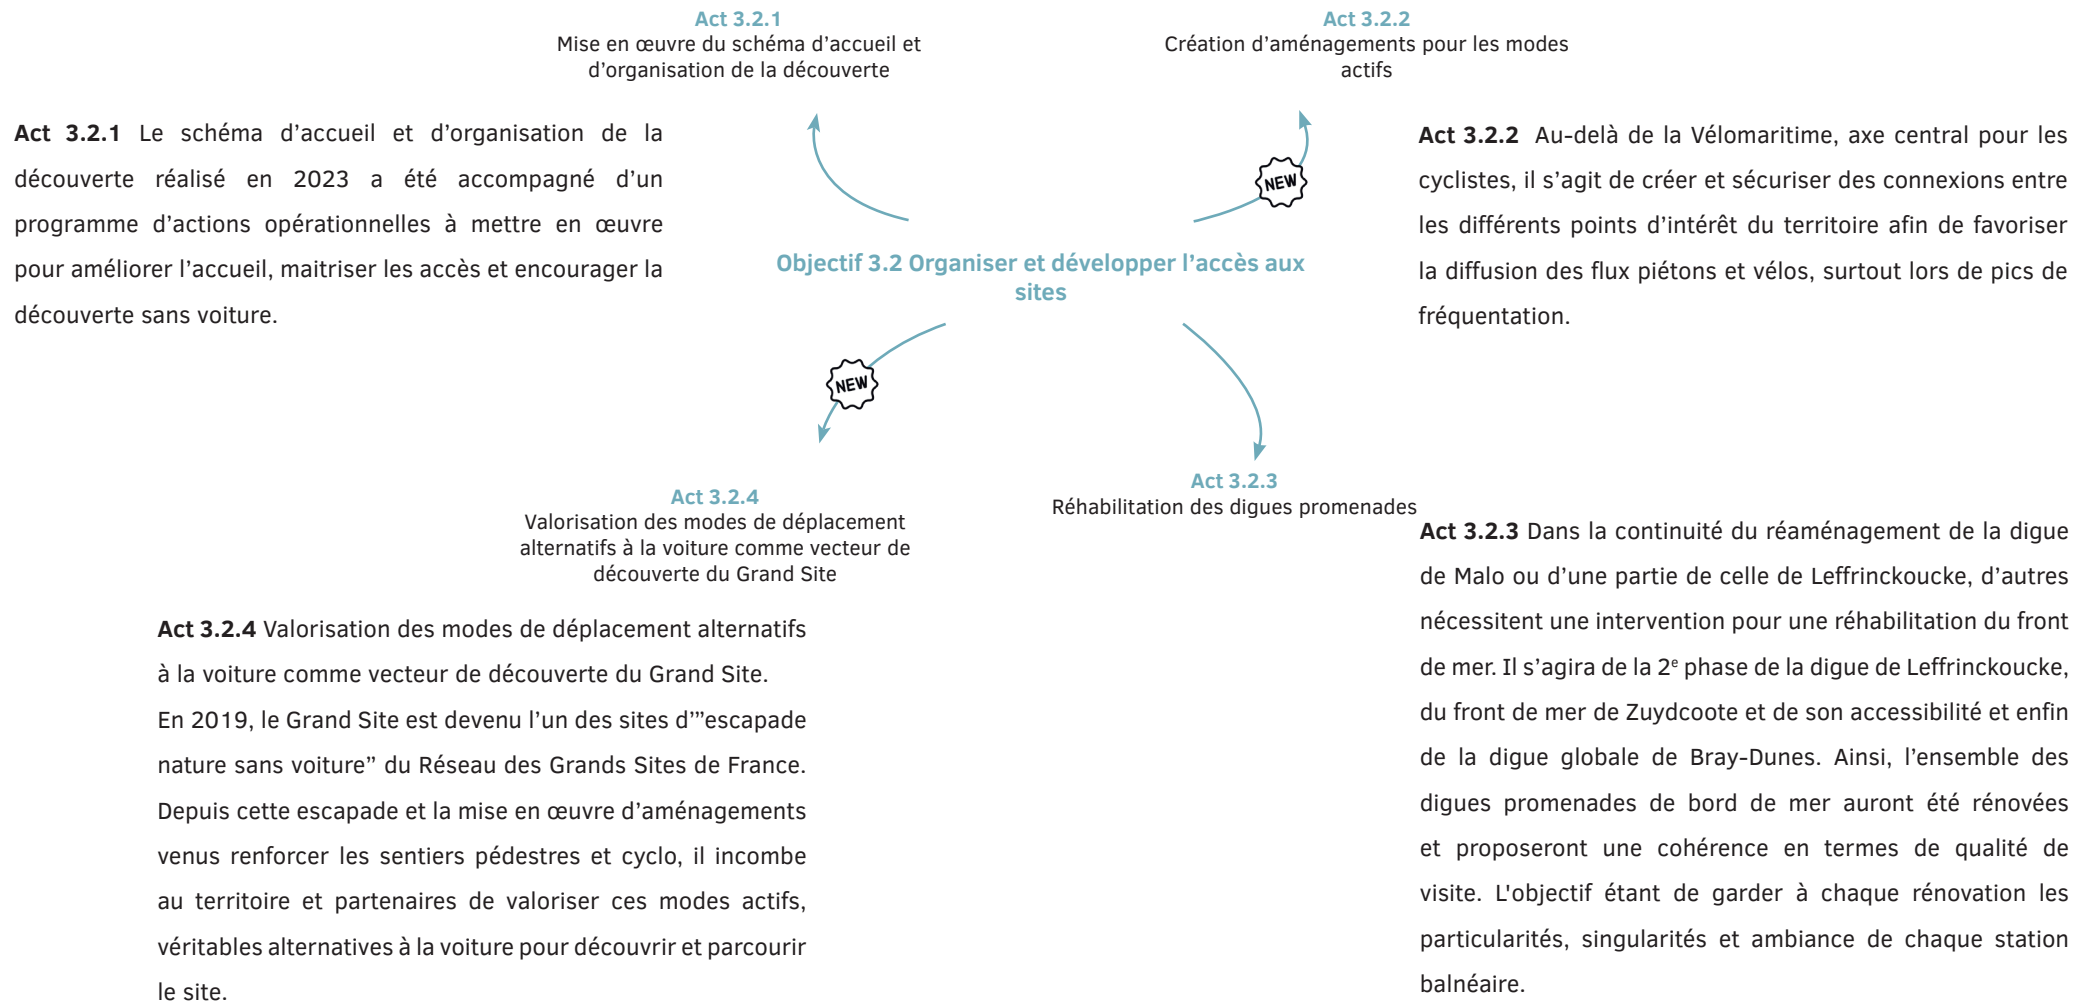 Act 3.2.1
Mise en œuvre du schéma d’accueil et
d’organisation de la découverte
Act 3.2.2
Création d’aménagements pour les modes
actifs
Act 3.2.1 Le schéma d’accueil et d’organisation de la
découverte réalisé en 2023 a été accompagné d’un
programme d’actions opérationnelles à mettre en œuvre
pour améliorer l’accueil, maitriser les accès et encourager la
découverte sans voiture.
NEW
Act 3.2.2 Au-delà de la Vélomaritime, axe central pour les
cyclistes, il s’agit de créer et sécuriser des connexions entre
les différents points d’intérêt du territoire afin de favoriser
la diffusion des flux piétons et vélos, surtout lors de pics de
fréquentation.
Objectif 3.2 Organiser et développer l’accès aux
sites
NEW
Act 3.2.4
Valorisation des modes de déplacement
alternatifs à la voiture comme vecteur de
découverte du Grand Site
Act 3.2.3
Réhabilitation des digues promenades
Act 3.2.4 Valorisation des modes de déplacement alternatifs
à la voiture comme vecteur de découverte du Grand Site.
En 2019, le Grand Site est devenu l’un des sites d’”escapade
nature sans voiture” du Réseau des Grands Sites de France.
Depuis cette escapade et la mise en œuvre d’aménagements
venus renforcer les sentiers pédestres et cyclo, il incombe
au territoire et partenaires de valoriser ces modes actifs,
véritables alternatives à la voiture pour découvrir et parcourir
le site.
Act 3.2.3 Dans la continuité du réaménagement de la digue
de Malo ou d’une partie de celle de Leffrinckoucke, d’autres
nécessitent une intervention pour une réhabilitation du front
de mer. Il s’agira de la 2ᵉ phase de la digue de Leffrinckoucke,
du front de mer de Zuydcoote et de son accessibilité et enfin
de la digue globale de Bray-Dunes. Ainsi, l’ensemble des
digues promenades de bord de mer auront été rénovées
et proposeront une cohérence en termes de qualité de
visite. L'objectif étant de garder à chaque rénovation les
particularités, singularités et ambiance de chaque station
balnéaire.